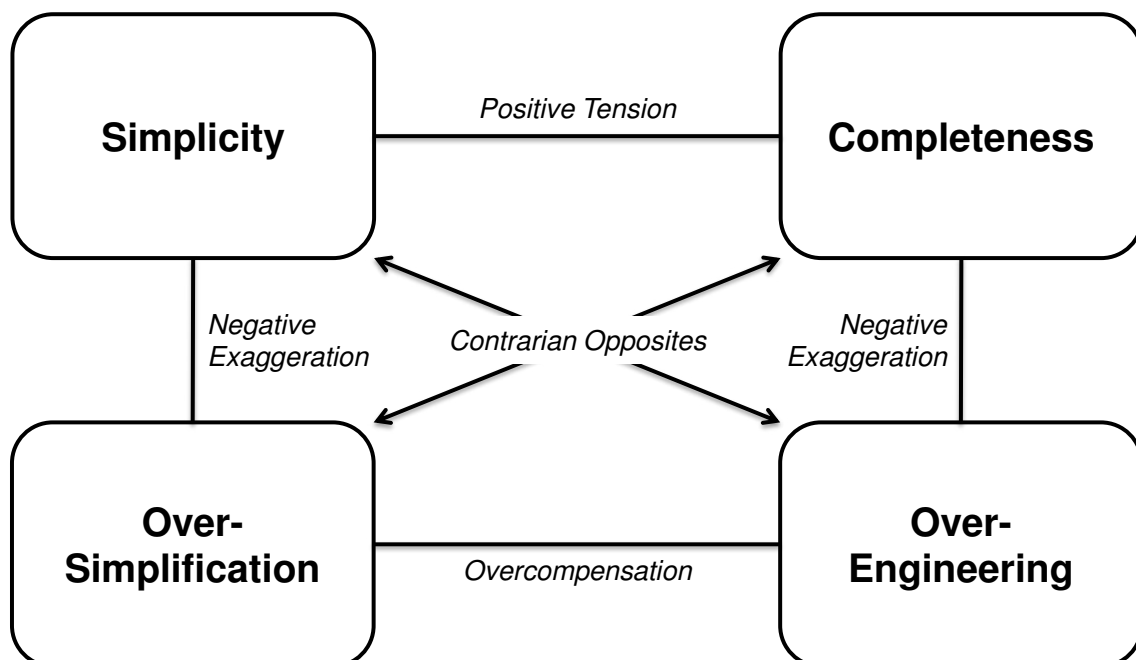 Simplicity
Positive Tension
Completeness
Negative
Exaggeration
Contrarian Opposites
Negative
Exaggeration
Over-
Simplification
Overcompensation
Over-
Engineering